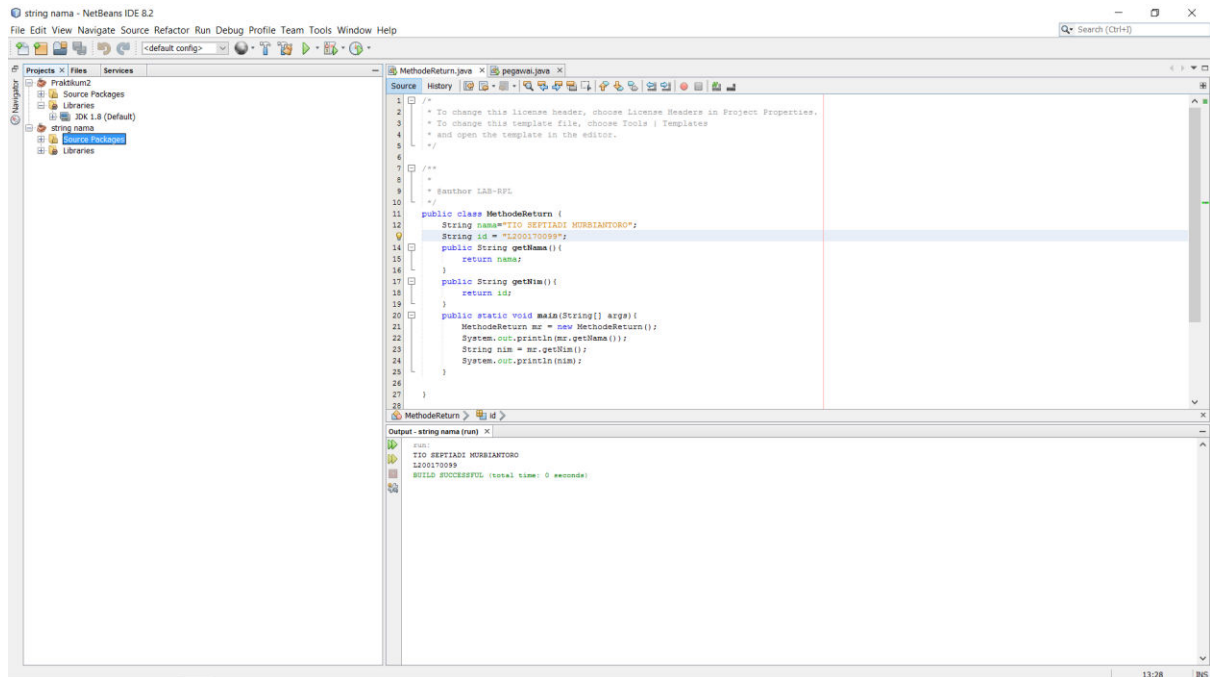 string nama - NetBeans IDE 8.2
File Edit View Navigate Source Refactor Run Debug Profile Team Tools Window Help
Search (Ctrl+I)
<default config>
Projects Files Services
Navigator
Praktikum2
Source Packages
Libraries
JDK 1.8 (Default)
string nama
Source Packages
Libraries
MethodeReturn.java pegawai.java
Source History
1 /*
2 * To change this license header, choose License Headers in Project Properties.
3 * To change this template file, choose Tools | Templates
4 * and open the template in the editor.
5 */
6
7 /**
8 *
9 * @author LAB-RPL
10 */
11 public class MethodeReturn {
12 String nama="TIO SEPTIADI MURBIANTORO";
String id = "L200170099";
14 public String getNama(){
15 return nama;
16 }
17 public String getNim(){
18 return id;
19 }
20 public static void main(String[] args){
21 MethodeReturn mr = new MethodeReturn();
22 System.out.println(mr.getNama());
23 String nim = mr.getNim();
24 System.out.println(nim);
25 }
26
27 }
28
MethodeReturn id
Output - string nama (run)
run:
TIO SEPTIADI MURBIANTORO
L200170099
BUILD SUCCESSFUL (total time: 0 seconds)
13:28 INS